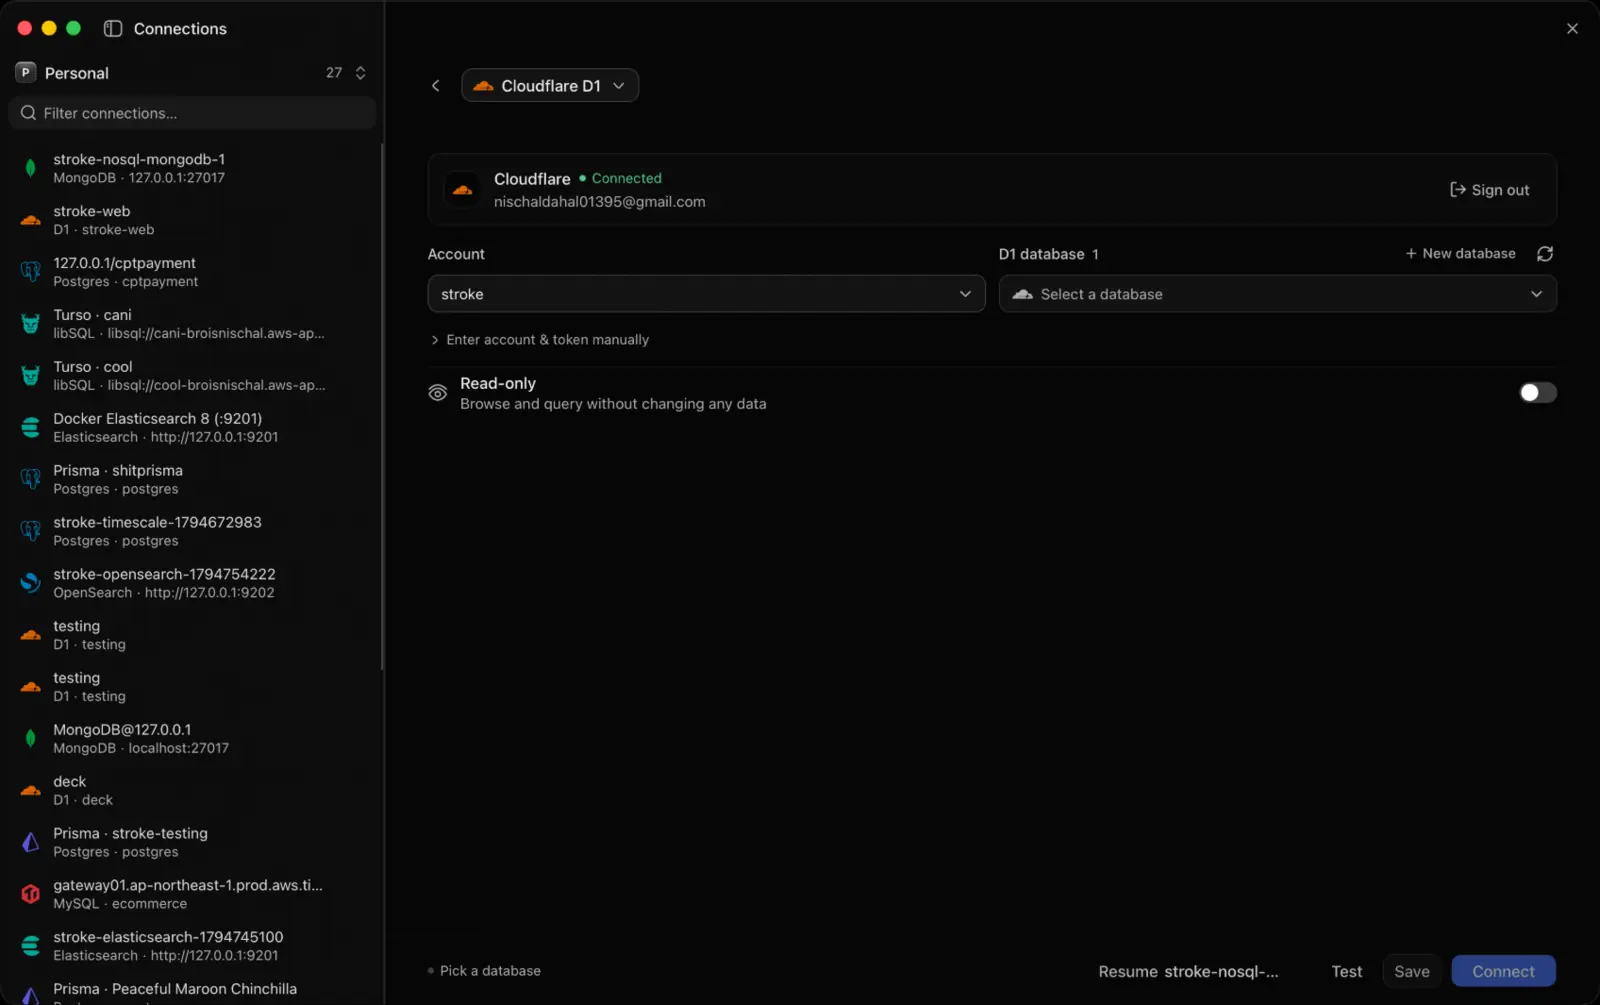 Connections
P Personal 27
Filter connections...
stroke-nosql-mongodb-1
MongoDB · 127.0.0.1:27017
stroke-web
D1 · stroke-web
127.0.0.1/cptpayment
Postgres · cptpayment
Turso · cani
libSQL · libsql://cani-broisnischal.aws-ap...
Turso · cool
libSQL · libsql://cool-broisnischal.aws-ap...
Docker Elasticsearch 8 (:9201)
Elasticsearch · http://127.0.0.1:9201
Prisma · shitprisma
Postgres · postgres
stroke-timescale-1794672983
Postgres · postgres
stroke-opensearch-1794754222
OpenSearch · http://127.0.0.1:9202
testing
D1 · testing
testing
D1 · testing
MongoDB@127.0.0.1
MongoDB · localhost:27017
deck
D1 · deck
Prisma · stroke-testing
Postgres · postgres
gateway01.ap-northeast-1.prod.aws.ti...
MySQL · ecommerce
stroke-elasticsearch-1794745100
Elasticsearch · http://127.0.0.1:9201
Prisma · Peaceful Maroon Chinchilla
Cloudflare D1
Cloudflare • Connected
nischaldahal01395@gmail.com
Sign out
Account
stroke
D1 database 1
+ New database
Select a database
Enter account & token manually
Read-only
Browse and query without changing any data
Pick a database
Resume stroke-nosql-...
Test
Save
Connect